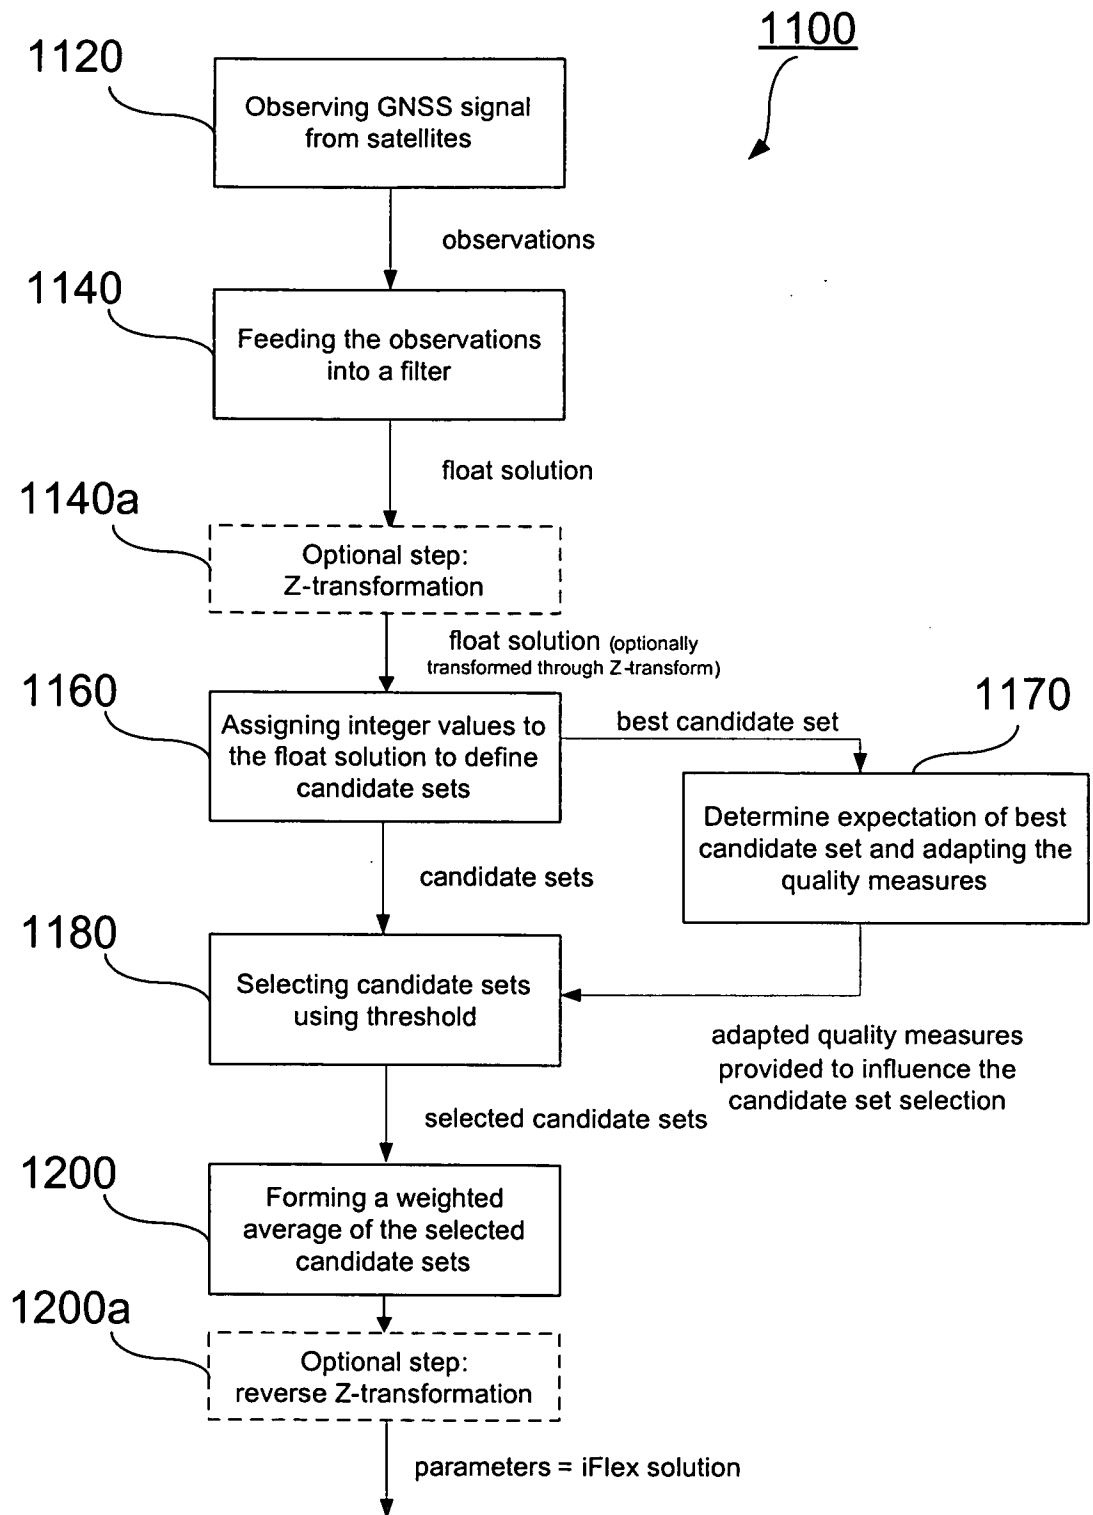 1100
1120
Observing GNSS signal
from satellites
observations
1140
Feeding the observations
into a filter
float solution
1140a
Optional step:
Z-transformation
float solution (optionally
transformed through Z-transform)
1160
Assigning integer values to
the float solution to define
candidate sets
best candidate set
1170
Determine expectation of best
candidate set and adapting the
quality measures
candidate sets
1180
Selecting candidate sets
using threshold
adapted quality measures
provided to influence the
candidate set selection
selected candidate sets
1200
Forming a weighted
average of the selected
candidate sets
1200a
Optional step:
reverse Z-transformation
parameters = iFlex solution